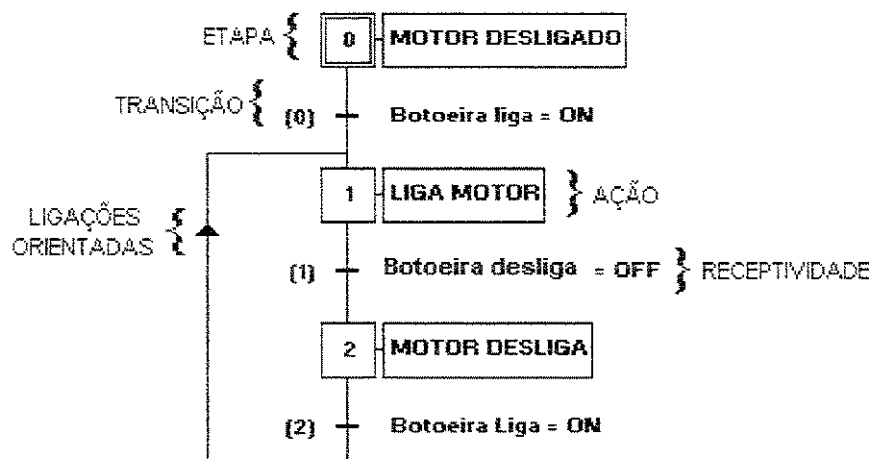 ETAPA { 0 MOTOR DESLIGADO
TRANSIÇÃO { (0) Botoeira liga = ON
1 LIGA MOTOR } AÇÃO
LIGAÇÕES
ORIENTADAS {
(1) Botoeira desliga = OFF } RECEPTIVIDADE
2 MOTOR DESLIGA
(2) Botoeira Liga = ON